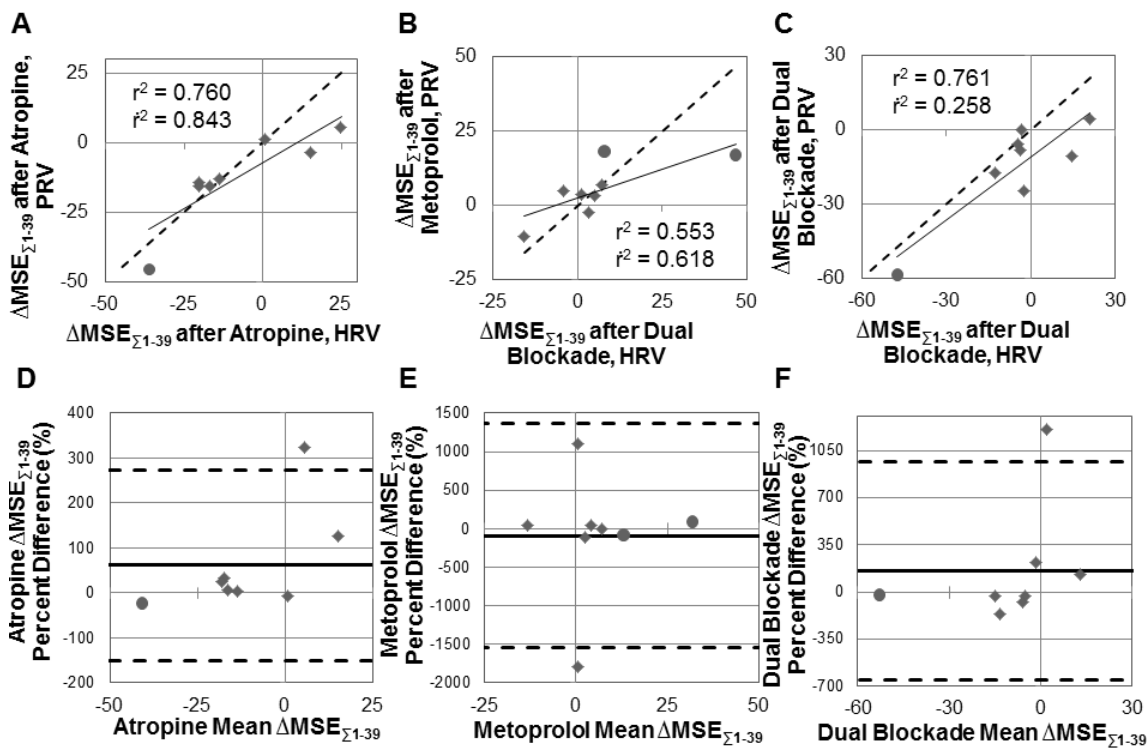 A
ΔMSE∑1-39 after Atropine,
PRV
25
0
-25
-50
r² = 0.760
ṙ² = 0.843
-50
-25
0
25
ΔMSE∑1-39 after Atropine, HRV
B
ΔMSE∑1-39 after
Metoprolol, PRV
50
25
0
-25
r² = 0.553
ṙ² = 0.618
-25
0
25
50
ΔMSE∑1-39 after Dual
Blockade, HRV
C
ΔMSE∑1-39 after Dual
Blockade, PRV
30
0
-30
-60
r² = 0.761
ṙ² = 0.258
-60
-30
0
30
ΔMSE∑1-39 after Dual
Blockade, HRV
D
Atropine ΔMSE∑1-39
Percent Difference (%)
400
300
200
100
0
-100
-200
-50
-25
0
25
Atropine Mean ΔMSE∑1-39
E
Metoprolol ΔMSE∑1-39
Percent Difference (%)
1500
1000
500
0
-500
-1000
-1500
-2000
-25
0
25
50
Metoprolol Mean ΔMSE∑1-39
F
Dual Blockade ΔMSE∑1-39
Percent Difference (%)
1050
700
350
0
-350
-700
-60
-30
0
30
Dual Blockade Mean ΔMSE∑1-39